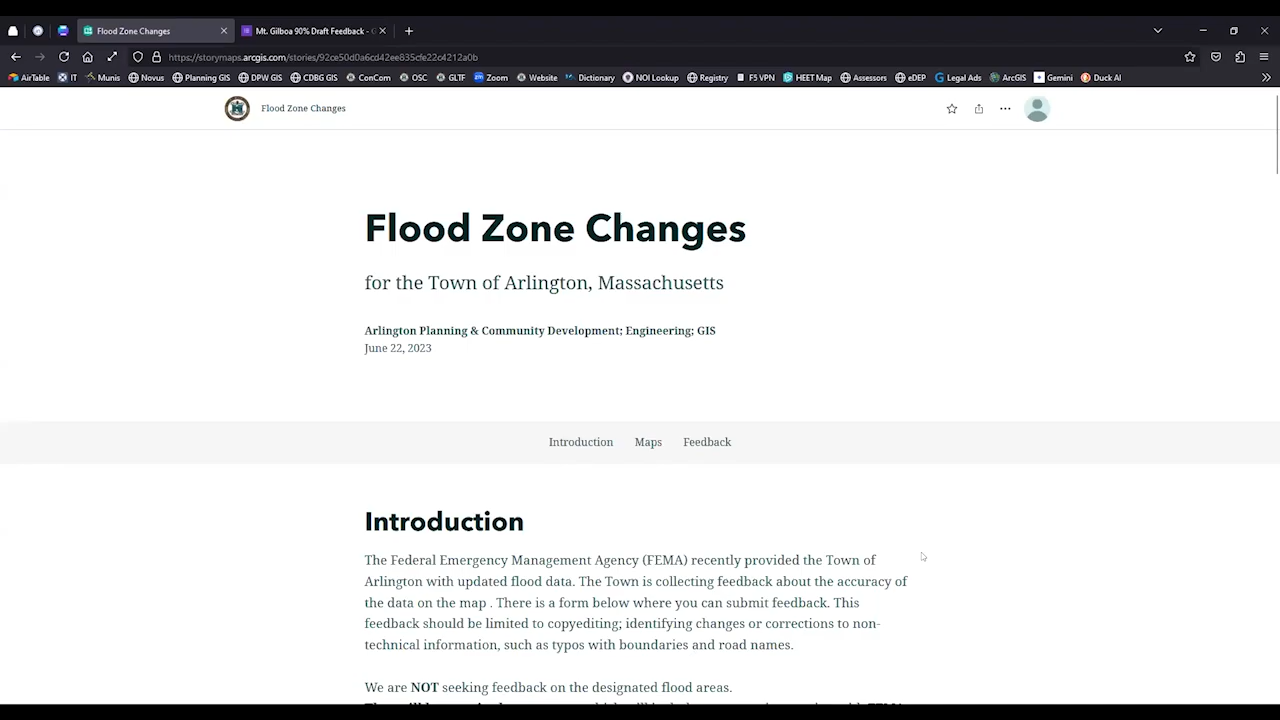 Flood Zone Changes
Mt. Gilboa 90% Draft Feedback - G
https://storymaps.arcgis.com/stories/92ce50d0a6cd42ee835cfe22c4212a0b
AirTable IT Munis Novus Planning GIS DPW GIS CDBG GIS ConCom OSC GLTF Zoom Website Dictionary NOI Lookup Registry F5 VPN HEET Map Assessors eDEP Legal Ads ArcGIS Gemini Duck AI
Flood Zone Changes
Flood Zone Changes
for the Town of Arlington, Massachusetts
Arlington Planning & Community Development; Engineering; GIS
June 22, 2023
Introduction Maps Feedback
Introduction
The Federal Emergency Management Agency (FEMA) recently provided the Town of
Arlington with updated flood data. The Town is collecting feedback about the accuracy of
the data on the map . There is a form below where you can submit feedback. This
feedback should be limited to copyediting; identifying changes or corrections to non-
technical information, such as typos with boundaries and road names.
We are NOT seeking feedback on the designated flood areas.